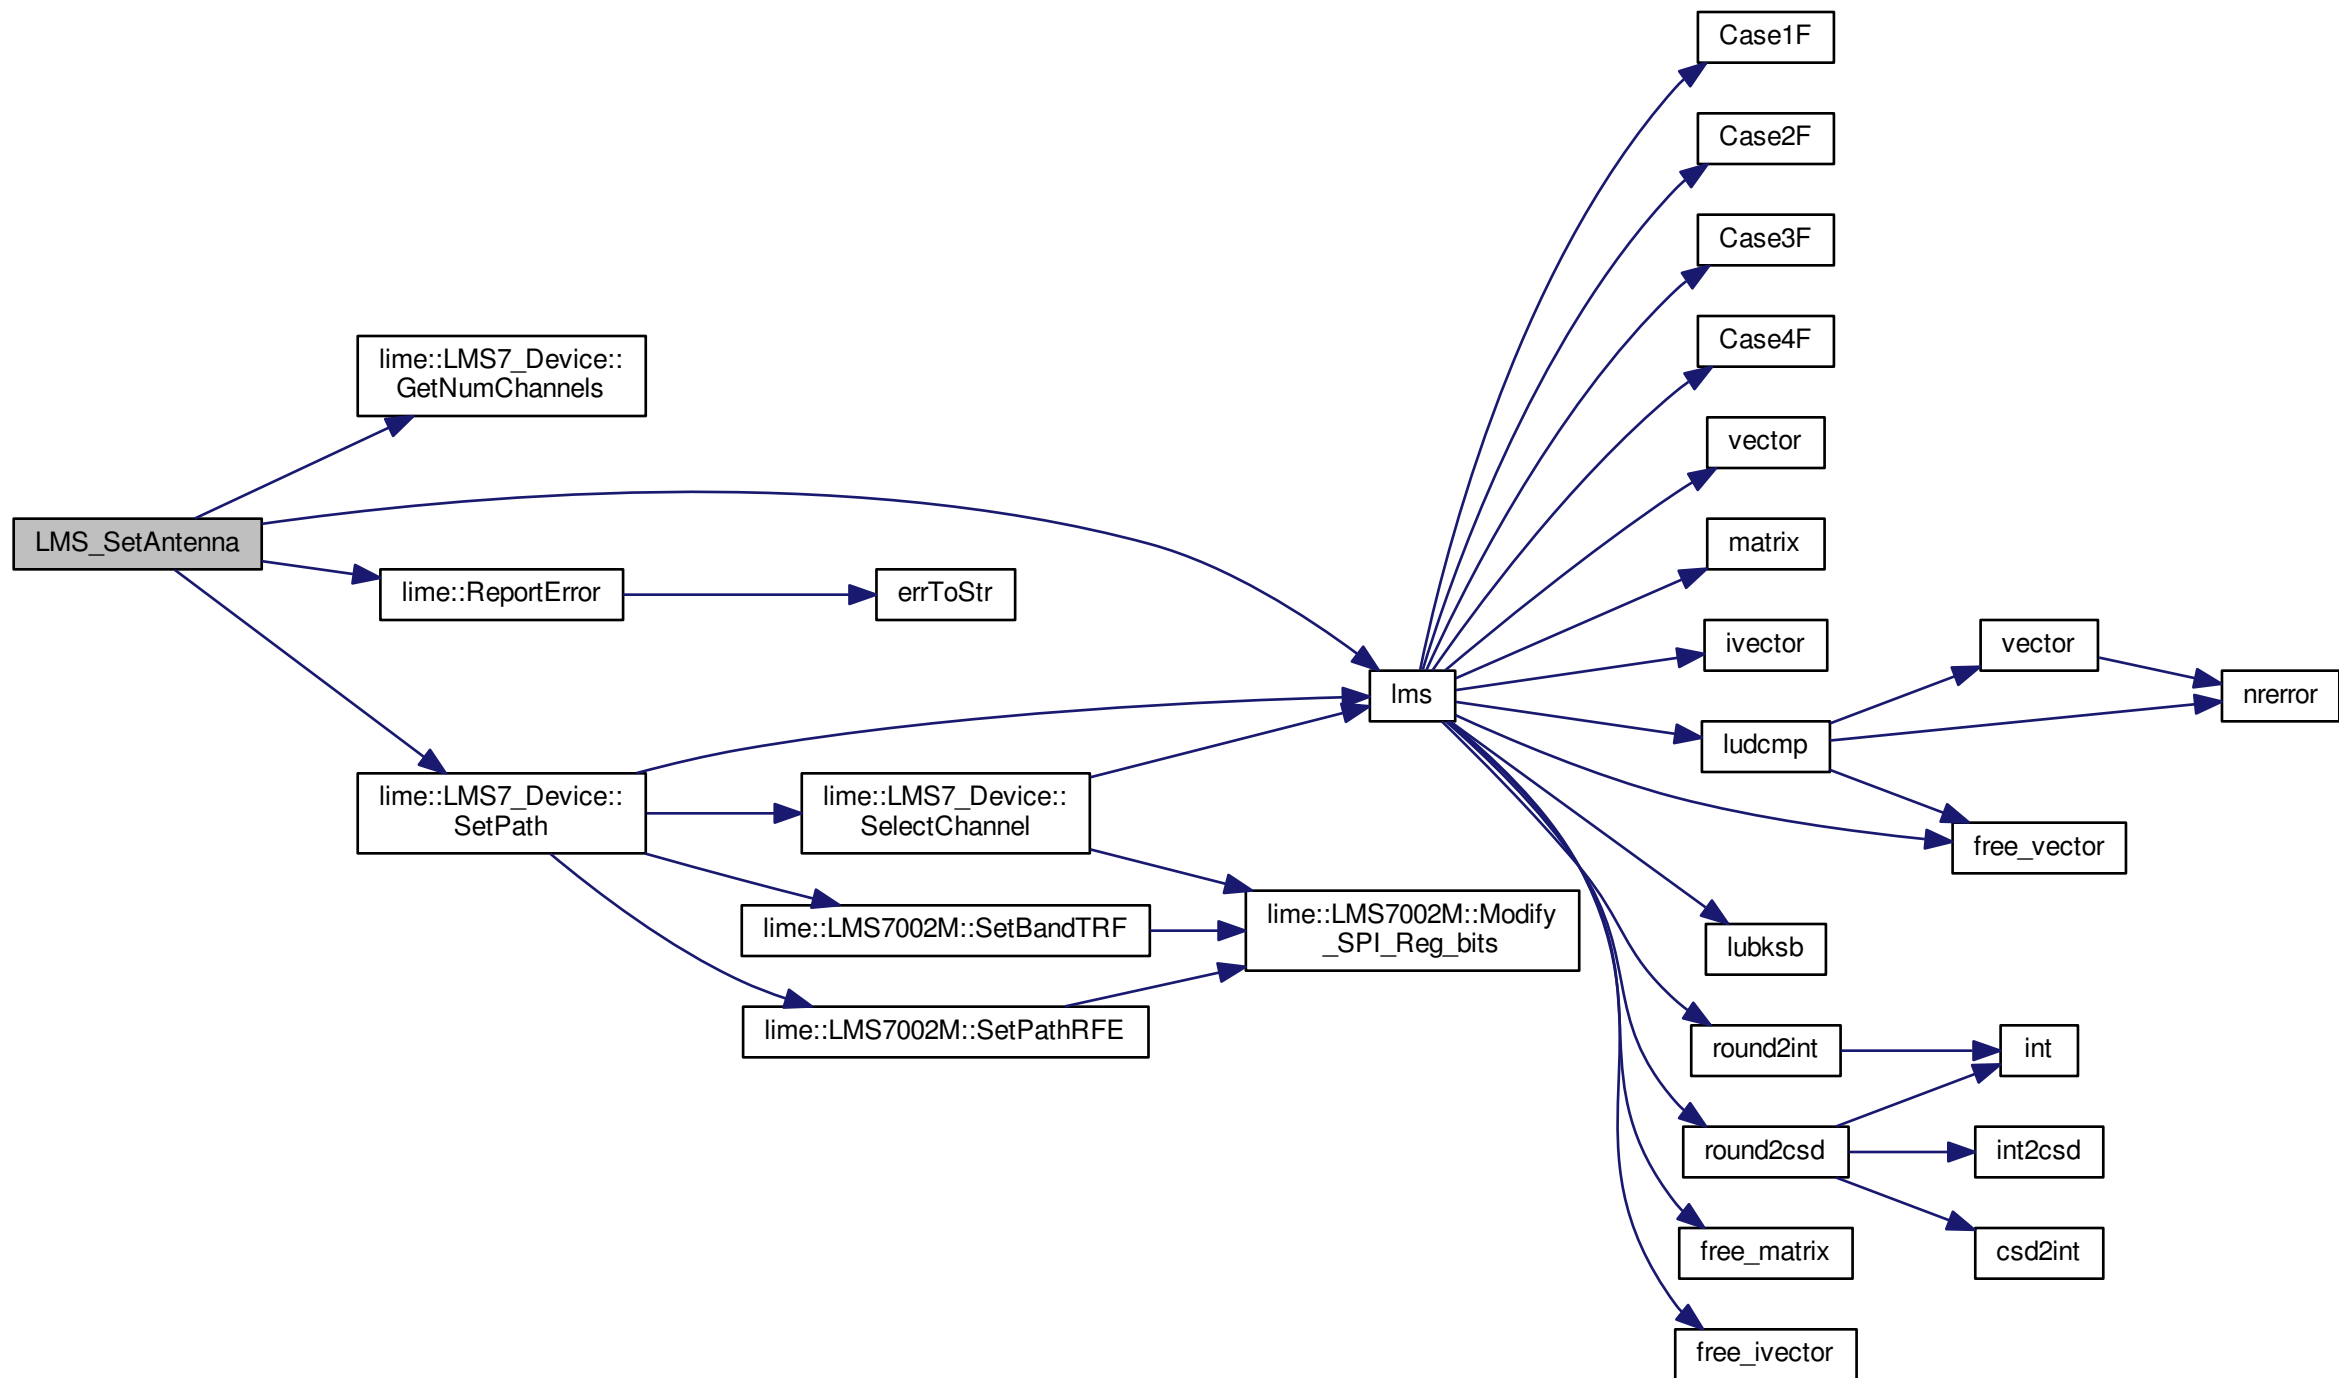 Case1F
Case2F
Case3F
Case4F
lime::LMS7_Device::
GetNumChannels
vector
LMS_SetAntenna
matrix
lime::ReportError
errToStr
ivector
vector
lms
nrerror
ludcmp
lime::LMS7_Device::
SetPath
lime::LMS7_Device::
SelectChannel
free_vector
lime::LMS7002M::SetBandTRF
lime::LMS7002M::Modify
_SPI_Reg_bits
lubksb
lime::LMS7002M::SetPathRFE
round2int
int
round2csd
int2csd
free_matrix
csd2int
free_ivector